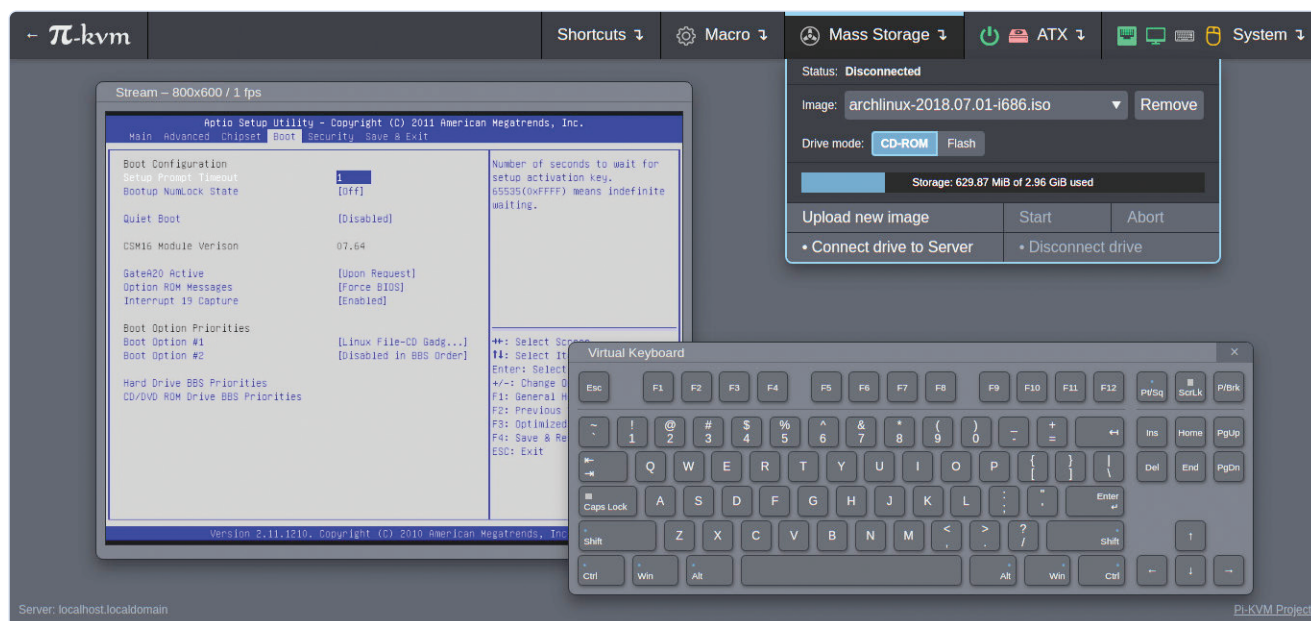 ← π-kvm
Shortcuts ↴
Macro ↴
Mass Storage ↴
ATX ↴
System ↴
Stream – 800x600 / 1 fps
Aptio Setup Utility – Copyright (C) 2011 American Megatrends, Inc.
Main Advanced Chipset Boot Security Save & Exit
Boot Configuration
Setup Prompt Timeout 1
Bootup NumLock State [Off]
Quiet Boot [Disabled]
CSM16 Module Verison 07.64
GateA20 Active [Upon Request]
Option ROM Messages [Force BIOS]
Interrupt 19 Capture [Enabled]
Boot Option Priorities
Boot Option #1 [Linux File-CD Gadg...]
Boot Option #2 [Disabled in BBS Order]
Hard Drive BBS Priorities
CD/DVD ROM Drive BBS Priorities
Number of seconds to wait for
setup activation key.
65535(0xFFFF) means indefinite
waiting.
: Select
↑↓: Select
Enter: Select
+/-: Change
F1: General
F2: Previous
F3: Optimized
F4: Save &
ESC: Exit
Version 2.11.1210. Copyright (C) 2010 American Megatrends,
Status: Disconnected
Image: archlinux-2018.07.01-i686.iso ▼ Remove
Drive mode: CD-ROM Flash
Storage: 629.87 MiB of 2.96 GiB used
Upload new image Start Abort
• Connect drive to Server • Disconnect drive
Virtual Keyboard ×
Esc F1 F2 F3 F4 F5 F6 F7 F8 F9 F10 F11 F12 Pt/Sq ScrLk P/Brk
~ ! @ # $ % ^ & * ( ) _ +
` 1 2 3 4 5 6 7 8 9 0 - = ↤ Ins Home PgUp
⇤ { } |
⇥ Q W E R T Y U I O P [ ] \ Del End PgDn
: " Enter
Caps Lock A S D F G H J K L ; ' ↵
< > ?
Shift Z X C V B N M , . / Shift ↑
Ctrl Win Alt Alt Win Ctrl ← ↓ →
Server: localhost.localdomain
Pi-KVM Project